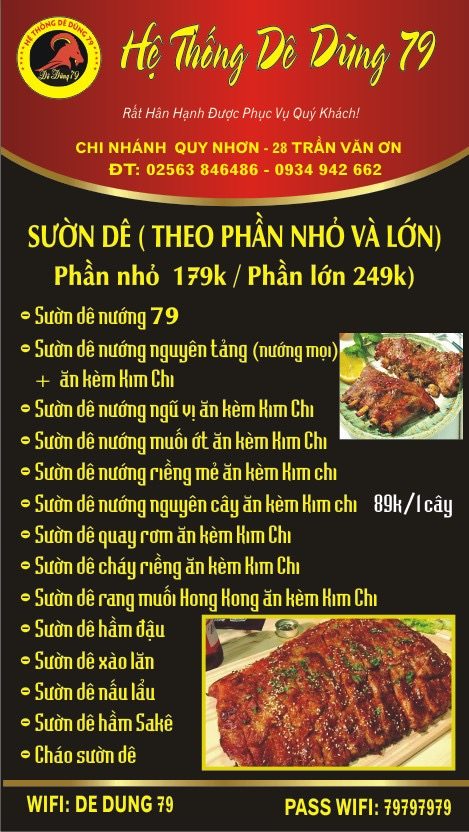 HỆ THỐNG DÊ DŨNG 79
Dê Dũng 79
Hệ Thống Dê Dũng 79
Rất Hân Hạnh Được Phục Vụ Quý Khách!
CHI NHÁNH QUY NHƠN - 28 TRẦN VĂN ƠN
ĐT: 02563 846486 - 0934 942 662
SƯỜN DÊ ( THEO PHẦN NHỎ VÀ LỚN)
Phần nhỏ 179k / Phần lớn 249k)
- Sườn dê nướng 79
- Sườn dê nướng nguyên tảng (nướng mọi)
+ ăn kèm Kim Chi
- Sườn dê nướng ngũ vị ăn kèm Kim Chi
- Sườn dê nướng muối ớt ăn kèm Kim Chi
- Sườn dê nướng riềng mẻ ăn kèm Kim chi
- Sườn dê nướng nguyên cây ăn kèm Kim chi 89k/1 cây
- Sườn dê quay rơm ăn kèm Kim Chi
- Sườn dê cháy riềng ăn kèm Kim Chi
- Sườn dê rang muối Hong Kong ăn kèm Kim Chi
- Sườn dê hầm đậu
- Sườn dê xào lăn
- Sườn dê nấu lẩu
- Sườn dê hầm Sakê
- Cháo sườn dê
WIFI: DE DUNG 79
PASS WIFI: 79797979